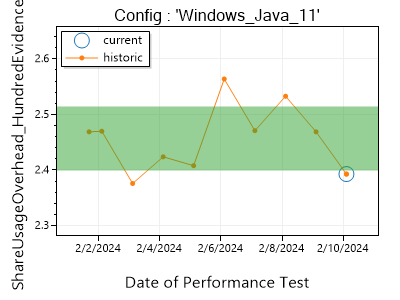 Config : 'Windows_Java_11'
current
historic
ShareUsageOverhead_HundredEvidence
2.6
2.5
2.4
2.3
2/2/2024 2/4/2024 2/6/2024 2/8/2024 2/10/2024
Date of Performance Test